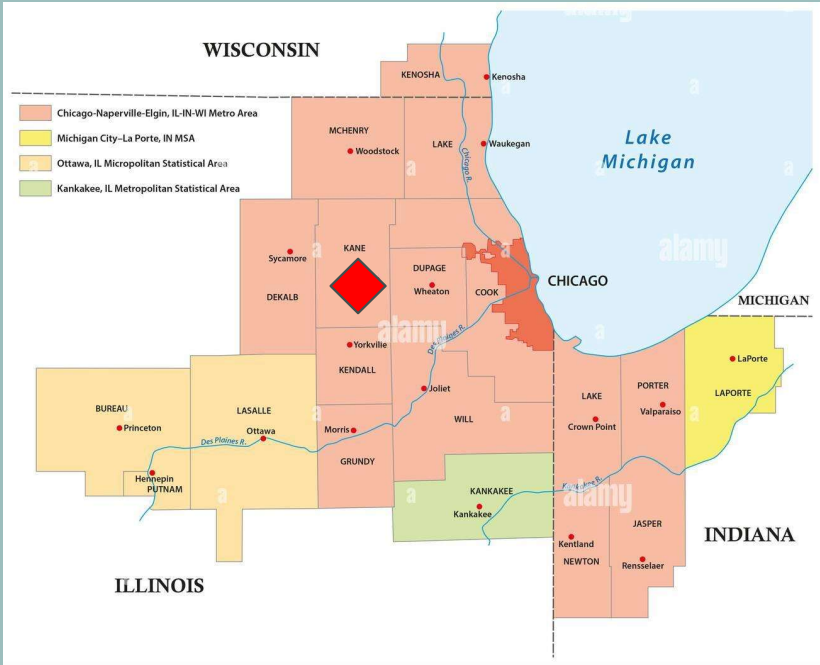 WISCONSIN
KENOSHA
Kenosha
Chicago-Naperville-Elgin, IL-IN-WI Metro Area
Michigan City–La Porte, IN MSA
Ottawa, IL Micropolitan Statistical Area
Kankakee, IL Metropolitan Statistical Area
MCHENRY
Woodstock
LAKE
Waukegan
Chicago R.
Lake
Michigan
alamy
Sycamore
DEKALB
KANE
DUPAGE
Wheaton
COOK
CHICAGO
MICHIGAN
Yorkville
KENDALL
alamy
Des Plaines R.
LaPorte
LAPORTE
BUREAU
Princeton
LASALLE
Ottawa
Des Plaines R.
Morris
GRUNDY
Joliet
WILL
LAKE
Crown Point
PORTER
Valparaiso
Hennepin
PUTNAM
KANKAKEE
Kankakee
Kankakee R.
alamy
Kentland
NEWTON
JASPER
Rensselaer
INDIANA
ILLINOIS